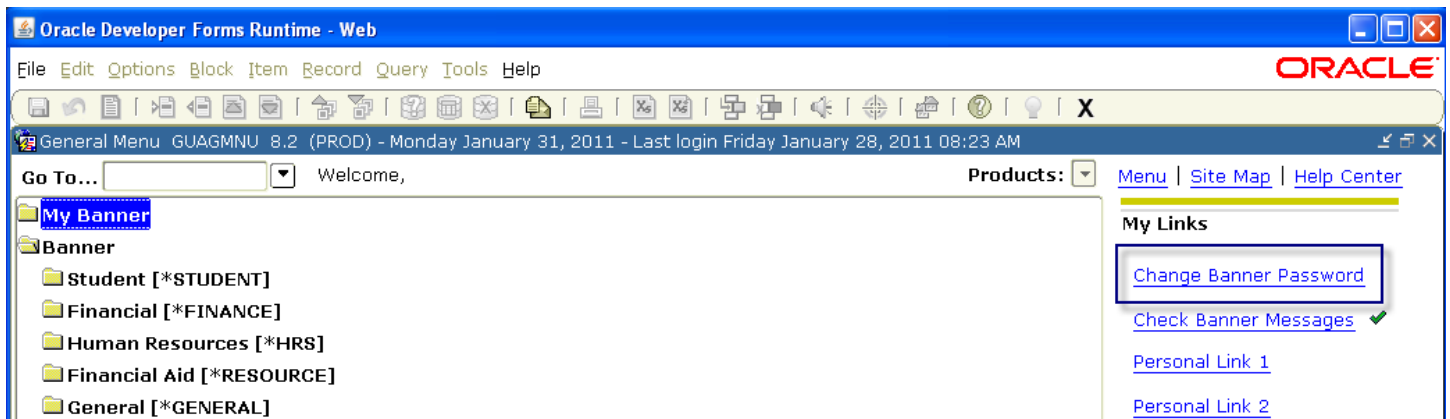 Oracle Developer Forms Runtime - Web
File Edit Options Block Item Record Query Tools Help
ORACLE
X
General Menu GUAGMNU 8.2 (PROD) - Monday January 31, 2011 - Last login Friday January 28, 2011 08:23 AM
Go To... Welcome, Products: Menu | Site Map | Help Center
My Banner
My Links
Banner
Student [*STUDENT]
Change Banner Password
Financial [*FINANCE]
Check Banner Messages
Human Resources [*HRS]
Personal Link 1
Financial Aid [*RESOURCE]
General [*GENERAL]
Personal Link 2